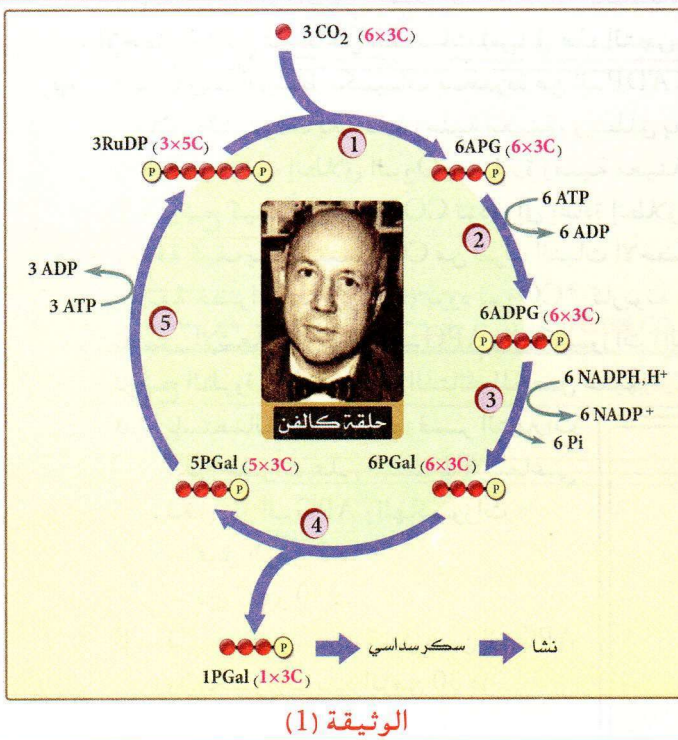 3 CO₂ (6×3C)
1
3RuDP (3×5C)
P P
6APG (6×3C)
P
6 ATP
6 ADP
2
3 ADP
3 ATP
5
6ADPG (6×3C)
P P
6 NADPH,H⁺
6 NADP⁺
6 Pi
3
حلقة كالفن
5PGal (5×3C)
P
6PGal (6×3C)
P
4
P
1PGal (1×3C)
سكر سداسي
نشا
الوثيقة (1)